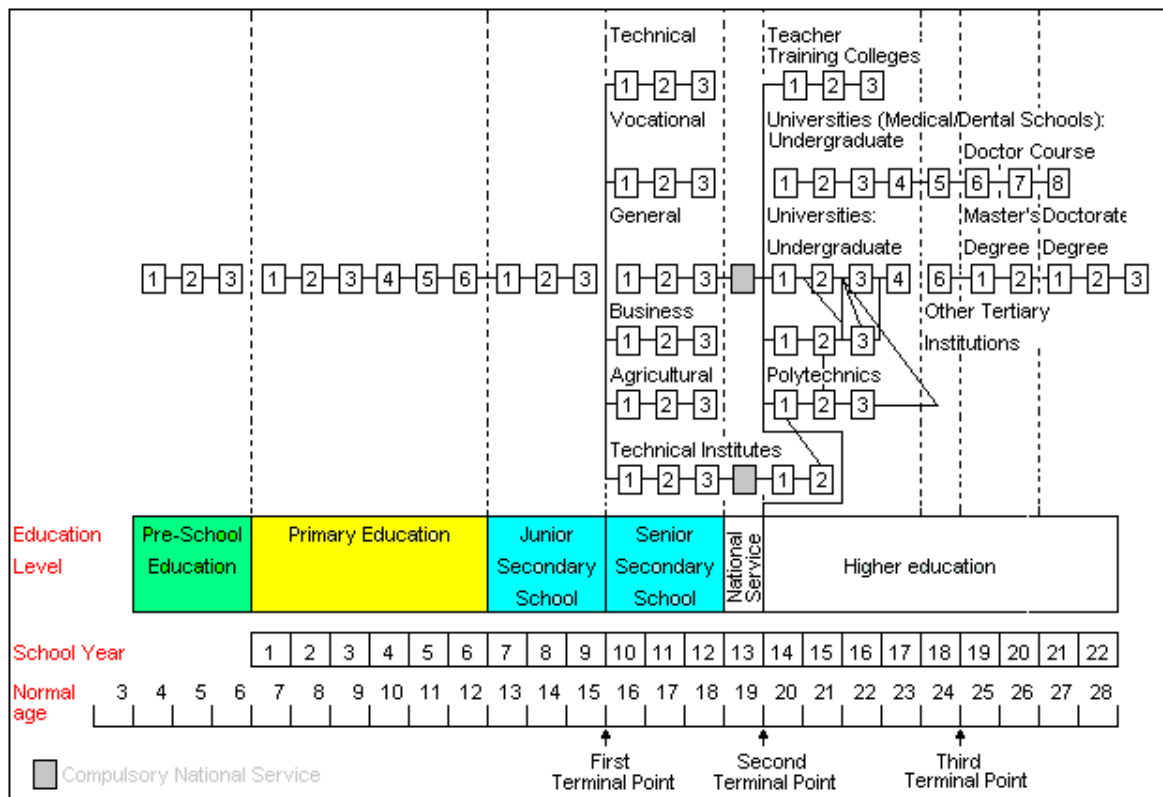 Technical
Teacher
Training Colleges
1 2 3
1 2 3
Vocational
Universities (Medical/Dental Schools):
Undergraduate
Doctor Course
1 2 3
1 2 3 4 5 6 7 8
General
Universities:
Master's Doctorate
Undergraduate
Degree Degree
1 2 3
1 2 3 4 5 6
1 2 3
1 2 3
1 2 3 4
6 1 2 1 2 3
Business
Other Tertiary
Institutions
1 2 3
1 2 3
Agricultural
Polytechnics
1 2 3
1 2 3
Technical Institutes
1 2 3
1 2
Education
Level
Pre-School
Education
Primary Education
Junior
Secondary
School
Senior
Secondary
School
National
Service
Higher education
School Year
1 2 3 4 5 6 7 8 9 10 11 12 13 14 15 16 17 18 19 20 21 22
Normal
age
3 4 5 6 7 8 9 10 11 12 13 14 15 16 17 18 19 20 21 22 23 24 25 26 27 28
First
Terminal Point
Second
Terminal Point
Third
Terminal Point
Compulsory National Service